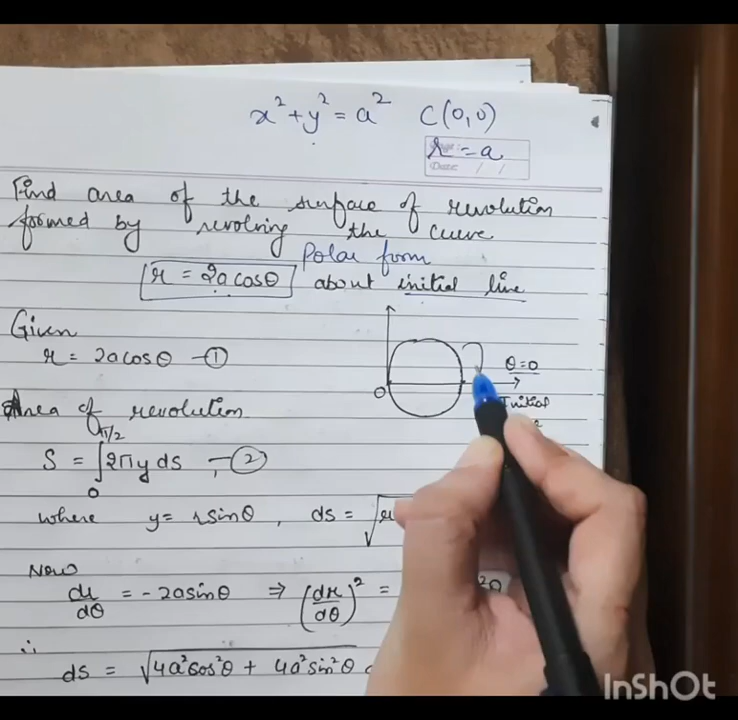 x² + y² = a² C(0,0)
r = a
Date: / /
Find area of the surface of revolution
formed by revolving the curve
Polar form
r = 2a cosθ about initial line
Given
r = 2a cosθ —①
θ=0
O
Initial
Area of revolution
S = ∫₀^(π/2) 2πy ds —②
where y = r sinθ, ds = √r
Now
dr/dθ = -2a sinθ ⇒ (dr/dθ)² =
∴
ds = √(4a²cos²θ + 4a²sin²θ)
InShOt